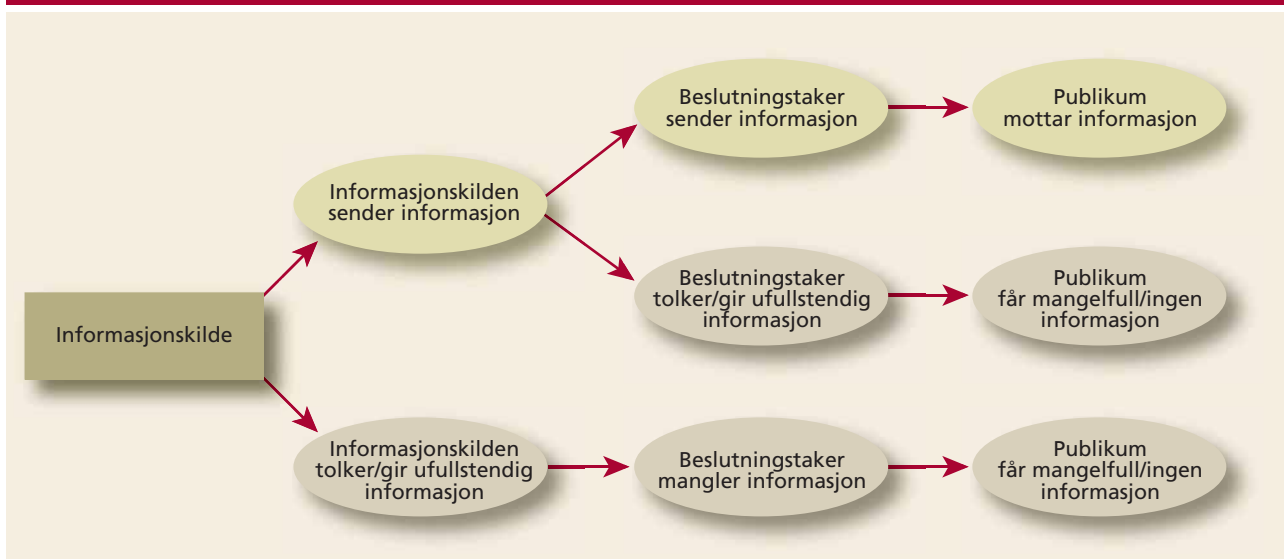 Informasjonskilde
Informasjonskilden
sender informasjon
Beslutningstaker
sender informasjon
Publikum
mottar informasjon
Beslutningstaker
tolker/gir ufullstendig
informasjon
Publikum
får mangelfull/ingen
informasjon
Informasjonskilden
tolker/gir ufullstendig
informasjon
Beslutningstaker
mangler informasjon
Publikum
får mangelfull/ingen
informasjon